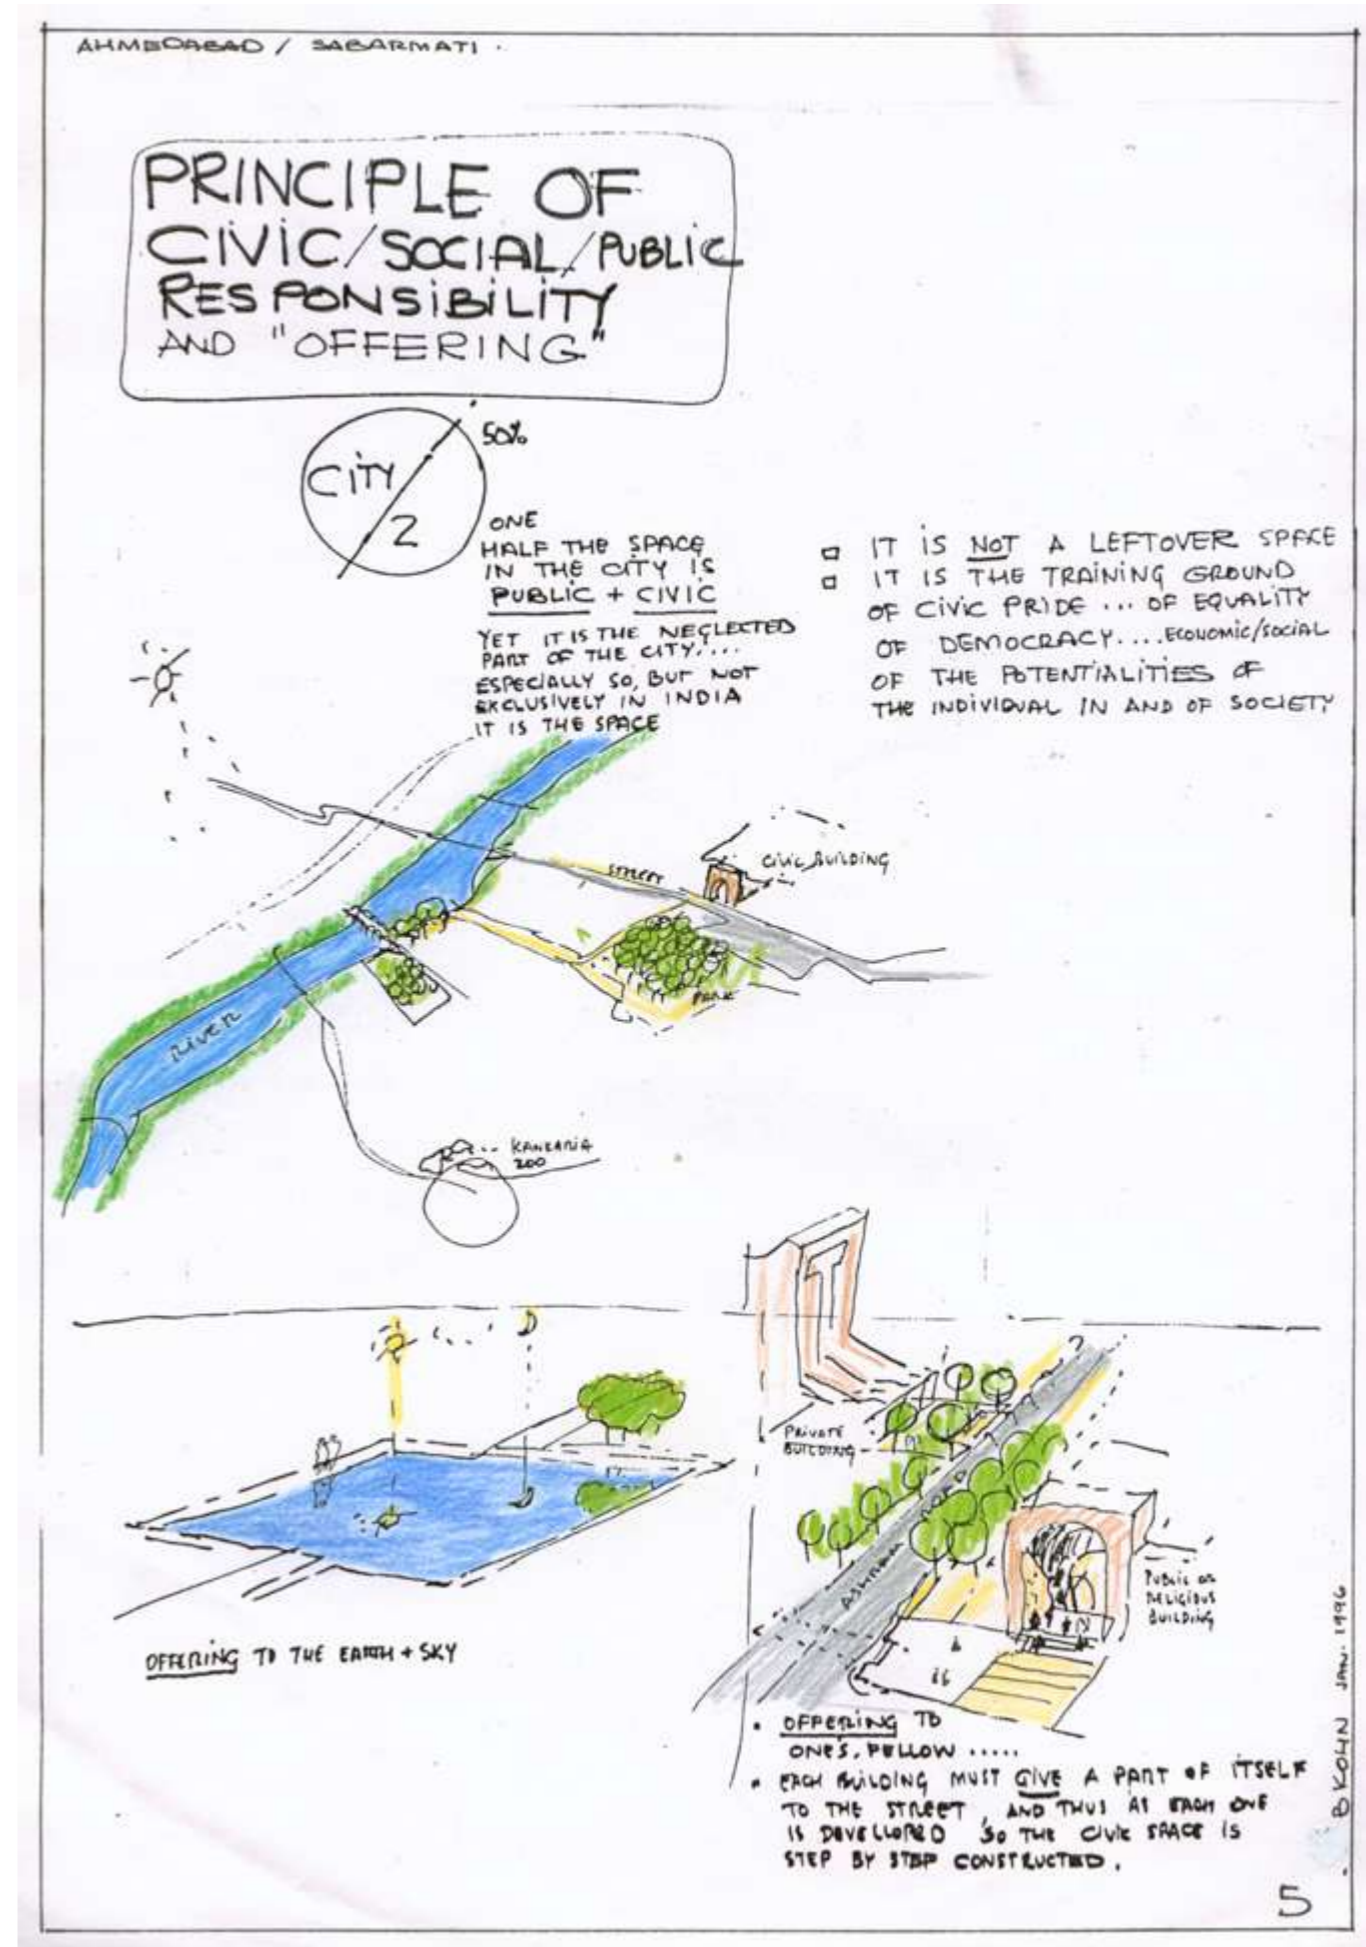 AHMEDABAD / SABARMATI .
PRINCIPLE OF
CIVIC/SOCIAL/PUBLIC
RESPONSIBILITY
AND "OFFERING"
CITY
2
50%
ONE
HALF THE SPACE
IN THE CITY IS
PUBLIC + CIVIC
YET IT IS THE NEGLECTED
PART OF THE CITY....
ESPECIALLY SO, BUT NOT
EXCLUSIVELY IN INDIA
IT IS THE SPACE
IT IS NOT A LEFTOVER SPACE
IT IS THE TRAINING GROUND
OF CIVIC PRIDE ... OF EQUALITY
OF DEMOCRACY.... ECONOMIC/SOCIAL
OF THE POTENTIALITIES OF
THE INDIVIDUAL IN AND OF SOCIETY
STREET
CIVIC BUILDING
PARK
RIVER
KANKARIA
ZOO
OFFERING TO THE EARTH + SKY
PRIVATE
BUILDING
ASHRAM ROAD
PUBLIC OR
RELIGIOUS
BUILDING
• OFFERING TO
ONE'S, FELLOW .....
• EACH BUILDING MUST GIVE A PART OF ITSELF
TO THE STREET, AND THUS AS EACH ONE
IS DEVELLOPED SO THE CIVIC SPACE IS
STEP BY STEP CONSTRUCTED.
B KOHN JAN. 1996
5